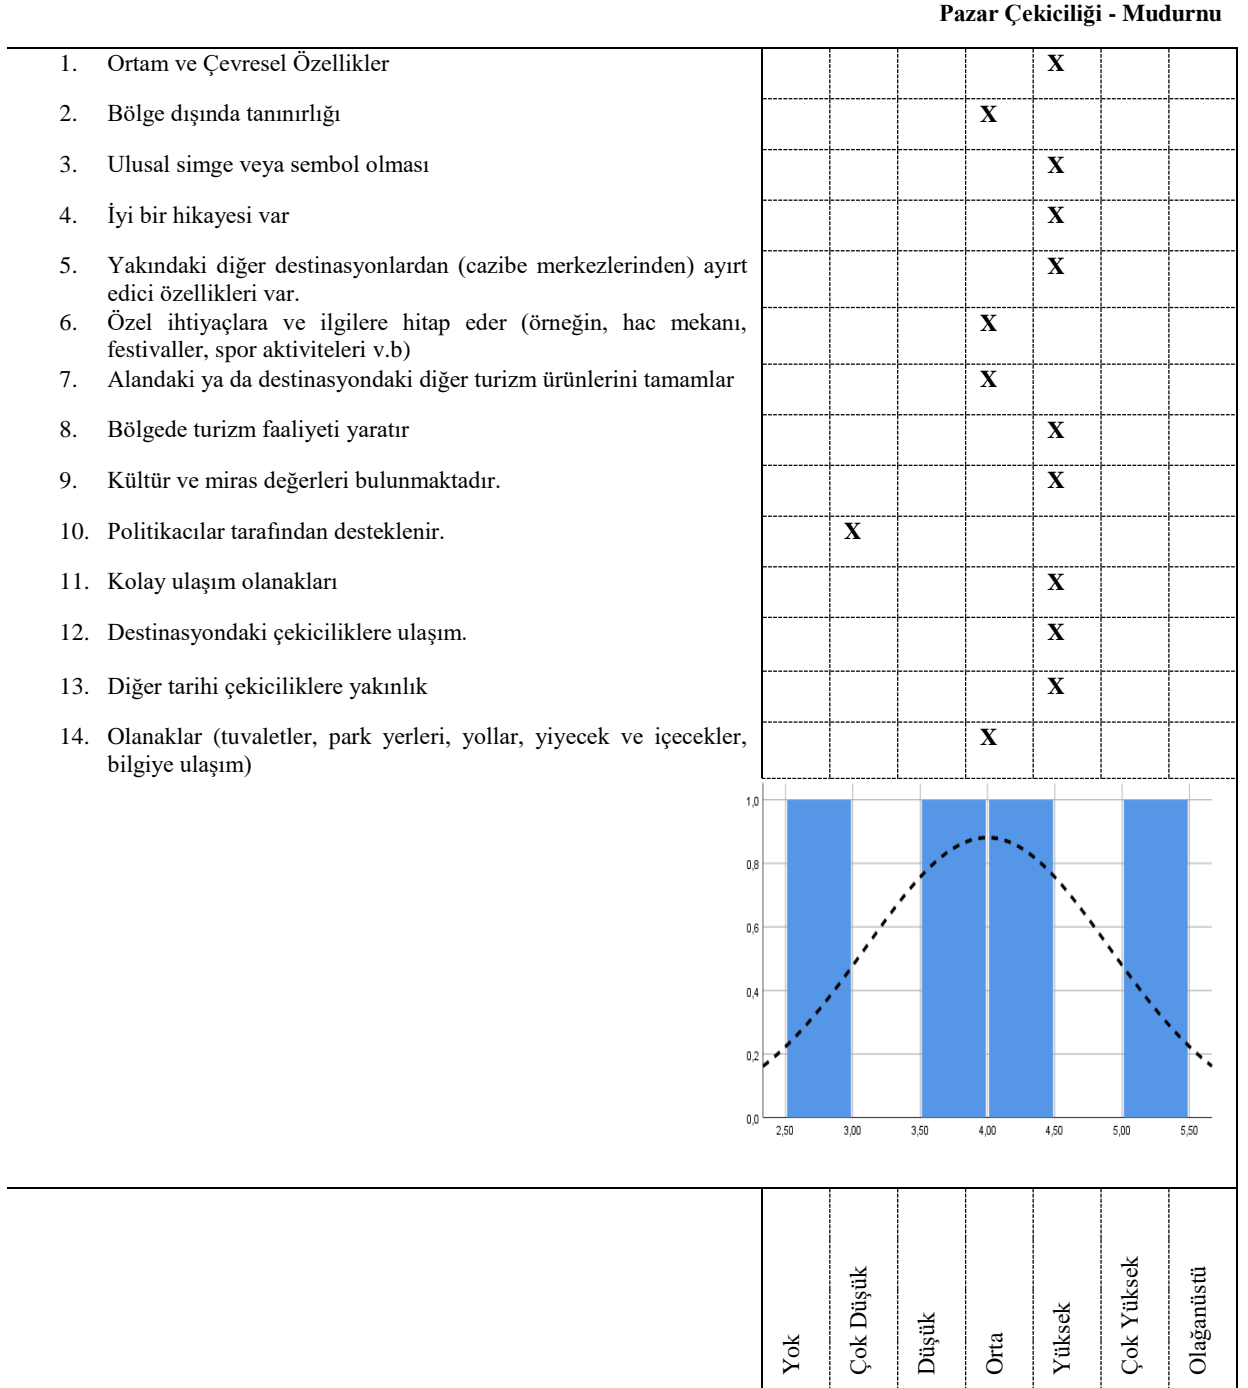 Pazar Çekiciliği - Mudurnu
1. Ortam ve Çevresel Özellikler X
2. Bölge dışında tanınırlığı X
3. Ulusal simge veya sembol olması X
4. İyi bir hikayesi var X
5. Yakındaki diğer destinasyonlardan (cazibe merkezlerinden) ayırt X
edici özellikleri var.
6. Özel ihtiyaçlara ve ilgilere hitap eder (örneğin, hac mekanı, X
festivaller, spor aktiviteleri v.b)
7. Alandaki ya da destinasyondaki diğer turizm ürünlerini tamamlar X
8. Bölgede turizm faaliyeti yaratır X
9. Kültür ve miras değerleri bulunmaktadır. X
10. Politikacılar tarafından desteklenir. X
11. Kolay ulaşım olanakları X
12. Destinasyondaki çekiciliklere ulaşım. X
13. Diğer tarihi çekiciliklere yakınlık X
14. Olanaklar (tuvaletler, park yerleri, yollar, yiyecek ve içecekler, X
bilgiye ulaşım)
1,0
0,8
0,6
0,4
0,2
0,0
2,50 3,00 3,50 4,00 4,50 5,00 5,50
Yok
Çok Düşük
Düşük
Orta
Yüksek
Çok Yüksek
Olağanüstü